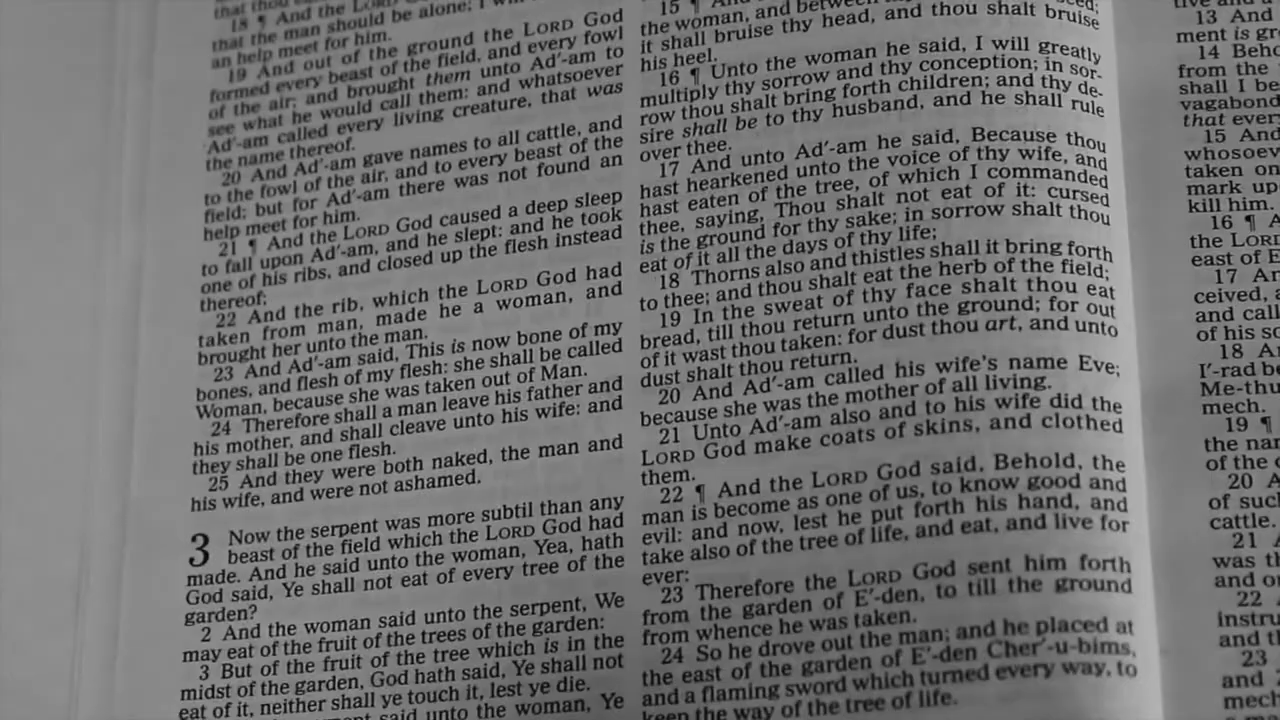 that thou
18 ¶ And the LORD
that the man should be alone; I
an help meet for him.
19 And out of the ground the LORD God
formed every beast of the field, and every fowl
of the air; and brought them unto Ad′-am to
see what he would call them: and whatsoever
Ad′-am called every living creature, that was
the name thereof.
20 And Ad′-am gave names to all cattle, and
to the fowl of the air, and to every beast of the
field; but for Ad′-am there was not found an
help meet for him.
21 ¶ And the LORD God caused a deep sleep
to fall upon Ad′-am, and he slept: and he took
one of his ribs, and closed up the flesh instead
thereof;
22 And the rib, which the LORD God had
taken from man, made he a woman, and
brought her unto the man.
23 And Ad′-am said, This is now bone of my
bones, and flesh of my flesh: she shall be called
Woman, because she was taken out of Man.
24 Therefore shall a man leave his father and
his mother, and shall cleave unto his wife: and
they shall be one flesh.
25 And they were both naked, the man and
his wife, and were not ashamed.
3 Now the serpent was more subtil than any
beast of the field which the LORD God had
made. And he said unto the woman, Yea, hath
God said, Ye shall not eat of every tree of the
garden?
2 And the woman said unto the serpent, We
may eat of the fruit of the trees of the garden:
3 But of the fruit of the tree which is in the
midst of the garden, God hath said, Ye shall not
eat of it, neither shall ye touch it, lest ye die.
said unto the woman, Ye
15 ¶ And
the woman, and between
it shall bruise thy head, and thou shalt bruise
his heel.
16 ¶ Unto the woman he said, I will greatly
multiply thy sorrow and thy conception; in sor-
row thou shalt bring forth children; and thy de-
sire shall be to thy husband, and he shall rule
over thee.
17 And unto Ad′-am he said, Because thou
hast hearkened unto the voice of thy wife, and
hast eaten of the tree, of which I commanded
thee, saying, Thou shalt not eat of it: cursed
is the ground for thy sake; in sorrow shalt thou
eat of it all the days of thy life;
18 Thorns also and thistles shall it bring forth
to thee; and thou shalt eat the herb of the field;
19 In the sweat of thy face shalt thou eat
bread, till thou return unto the ground; for out
of it wast thou taken: for dust thou art, and unto
dust shalt thou return.
20 And Ad′-am called his wife's name Eve;
because she was the mother of all living.
21 Unto Ad′-am also and to his wife did the
LORD God make coats of skins, and clothed
them.
22 ¶ And the LORD God said, Behold, the
man is become as one of us, to know good and
evil: and now, lest he put forth his hand, and
take also of the tree of life, and eat, and live for
ever:
23 Therefore the LORD God sent him forth
from the garden of E′-den, to till the ground
from whence he was taken.
24 So he drove out the man; and he placed at
the east of the garden of E′-den Cher′-u-bims,
and a flaming sword which turned every way, to
keep the way of the tree of life.
13 And
ment is
14
from the
shall I be
vagabond
that
15 And
taken on
mark up
kill him.
16 ¶
the LORD
east of E
17
and
of his
18
I′-rad
Me-thu
mech.
19 ¶
the
of the
20
of
cattle.
21
was
and
22
and
23
and